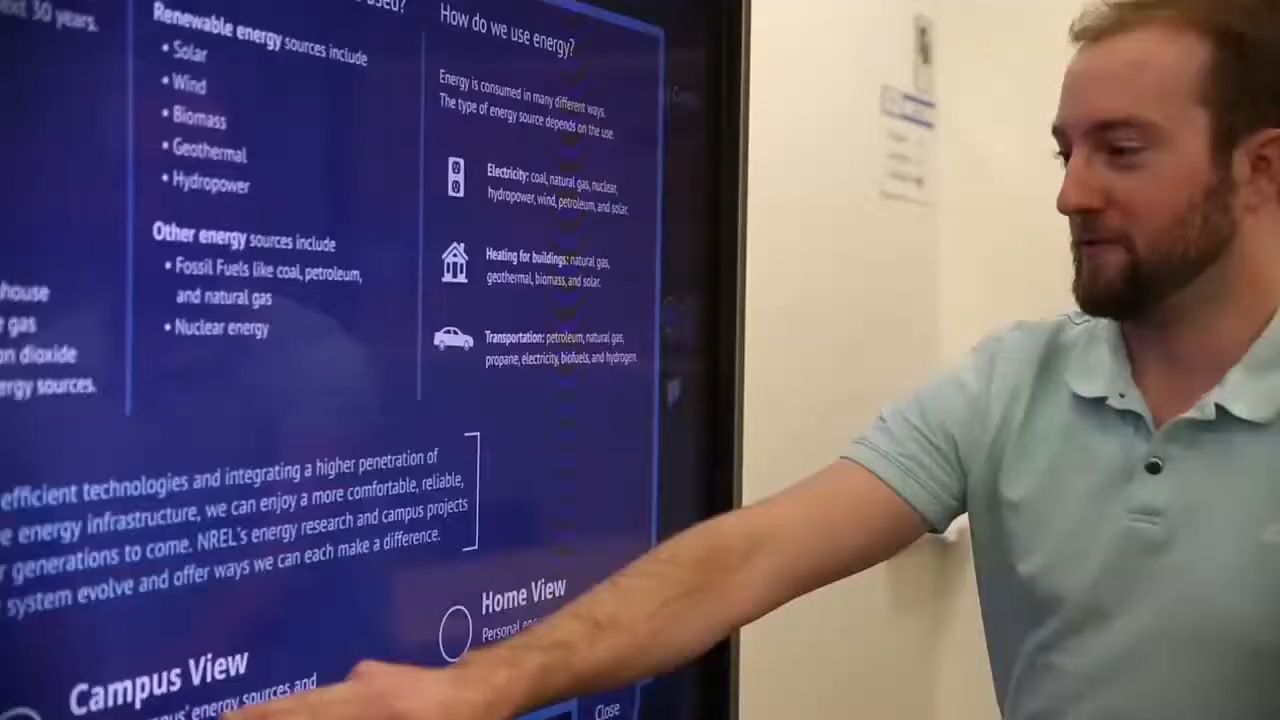 ext 30 years.
used?
Renewable energy sources include
• Solar
• Wind
• Biomass
• Geothermal
• Hydropower
Other energy sources include
• Fossil Fuels like coal, petroleum,
and natural gas
• Nuclear energy
house
gas
on dioxide
ergy sources.
How do we use energy?
Energy is consumed in many different ways.
The type of energy source depends on the use.
Electricity: coal, natural gas, nuclear,
hydropower, wind, petroleum, and solar.
Heating for buildings: natural gas,
geothermal, biomass, and solar.
Transportation: petroleum, natural gas,
propane, electricity, biofuels, and hydrogen.
efficient technologies and integrating a higher penetration of
e energy infrastructure, we can enjoy a more comfortable, reliable,
r generations to come. NREL's energy research and campus projects
system evolve and offer ways we can each make a difference.
Home View
Personal
Campus View
energy sources and
Close